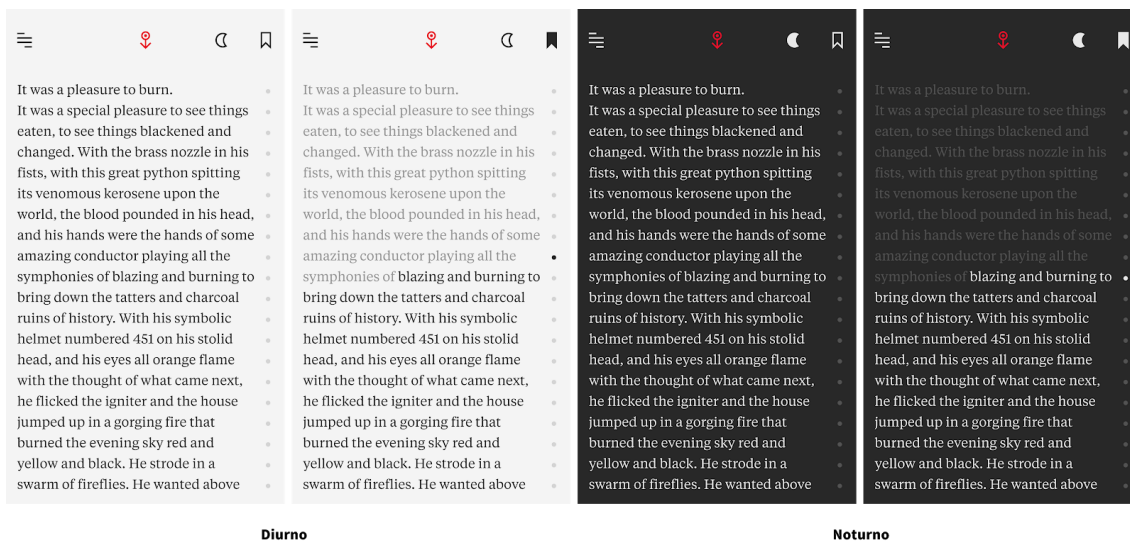 It was a pleasure to burn.
It was a special pleasure to see things
eaten, to see things blackened and
changed. With the brass nozzle in his
fists, with this great python spitting
its venomous kerosene upon the
world, the blood pounded in his head,
and his hands were the hands of some
amazing conductor playing all the
symphonies of blazing and burning to
bring down the tatters and charcoal
ruins of history. With his symbolic
helmet numbered 451 on his stolid
head, and his eyes all orange flame
with the thought of what came next,
he flicked the igniter and the house
jumped up in a gorging fire that
burned the evening sky red and
yellow and black. He strode in a
swarm of fireflies. He wanted above
It was a pleasure to burn.
It was a special pleasure to see things
eaten, to see things blackened and
changed. With the brass nozzle in his
fists, with this great python spitting
its venomous kerosene upon the
world, the blood pounded in his head,
and his hands were the hands of some
amazing conductor playing all the
symphonies of blazing and burning to
bring down the tatters and charcoal
ruins of history. With his symbolic
helmet numbered 451 on his stolid
head, and his eyes all orange flame
with the thought of what came next,
he flicked the igniter and the house
jumped up in a gorging fire that
burned the evening sky red and
yellow and black. He strode in a
swarm of fireflies. He wanted above
It was a pleasure to burn.
It was a special pleasure to see things
eaten, to see things blackened and
changed. With the brass nozzle in his
fists, with this great python spitting
its venomous kerosene upon the
world, the blood pounded in his head,
and his hands were the hands of some
amazing conductor playing all the
symphonies of blazing and burning to
bring down the tatters and charcoal
ruins of history. With his symbolic
helmet numbered 451 on his stolid
head, and his eyes all orange flame
with the thought of what came next,
he flicked the igniter and the house
jumped up in a gorging fire that
burned the evening sky red and
yellow and black. He strode in a
swarm of fireflies. He wanted above
It was a pleasure to burn.
It was a special pleasure to see things
eaten, to see things blackened and
changed. With the brass nozzle in his
fists, with this great python spitting
its venomous kerosene upon the
world, the blood pounded in his head,
and his hands were the hands of some
amazing conductor playing all the
symphonies of blazing and burning to
bring down the tatters and charcoal
ruins of history. With his symbolic
helmet numbered 451 on his stolid
head, and his eyes all orange flame
with the thought of what came next,
he flicked the igniter and the house
jumped up in a gorging fire that
burned the evening sky red and
yellow and black. He strode in a
swarm of fireflies. He wanted above
Diurno
Noturno